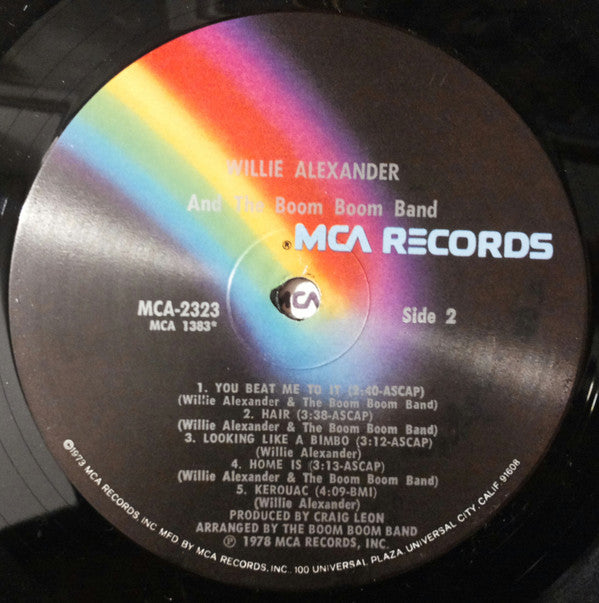 WILLIE ALEXANDER
And The Boom Boom Band
® MCA RECORDS
MCA-2323
MCA 1383*
MCA
Side 2
1. YOU BEAT ME TO IT (2:40-ASCAP)
(Willie Alexander & The Boom Boom Band)
2. HAIR (3:38-ASCAP)
(Willie Alexander & The Boom Boom Band)
3. LOOKING LIKE A BIMBO (3:12-ASCAP)
(Willie Alexander)
4. HOME IS (3:13-ASCAP)
(Willie Alexander & The Boom Boom Band)
5. KEROUAC (4:09-BMI)
(Willie Alexander)
PRODUCED BY CRAIG LEON
ARRANGED BY THE BOOM BOOM BAND
℗ 1978 MCA RECORDS, INC.
©1973 MCA RECORDS, INC MFD BY MCA RECORDS, INC., 100 UNIVERSAL PLAZA, UNIVERSAL CITY, CALIF. 91608